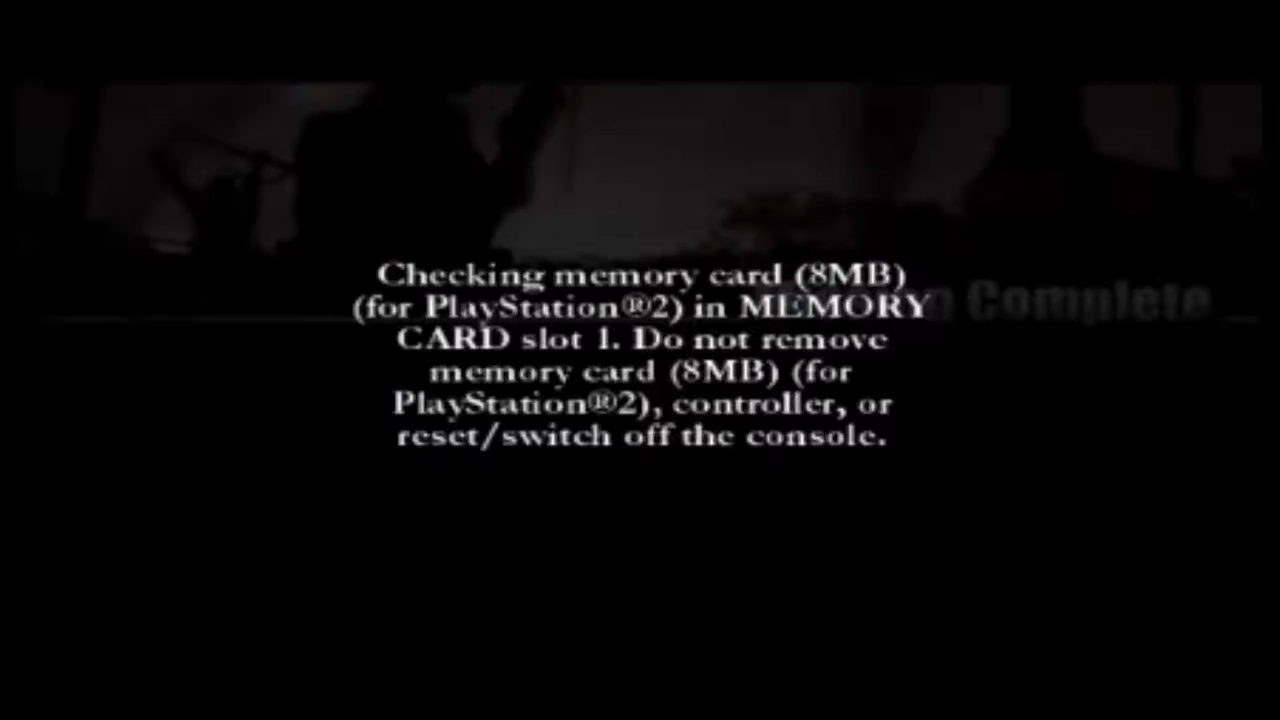 Checking memory card (8MB)
(for PlayStation®2) in MEMORY
CARD slot 1. Do not remove
memory card (8MB) (for
PlayStation®2), controller, or
reset/switch off the console.
Complete